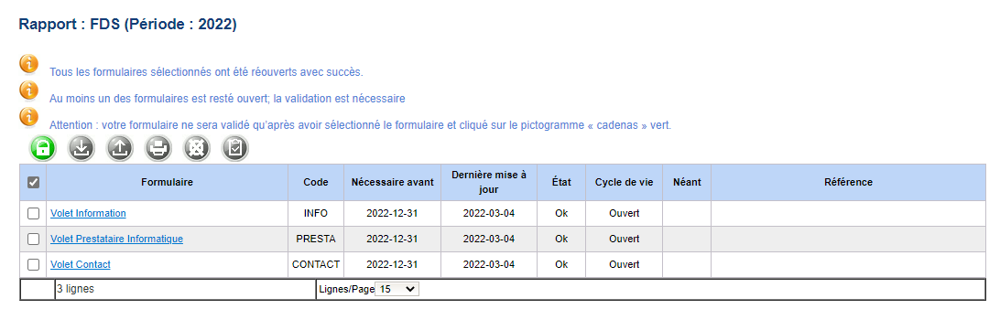 Rapport : FDS (Période : 2022)
Tous les formulaires sélectionnés ont été réouverts avec succès.
Au moins un des formulaires est resté ouvert; la validation est nécessaire
Attention : votre formulaire ne sera validé qu'après avoir sélectionné le formulaire et cliqué sur le pictogramme « cadenas » vert.
Formulaire Code Nécessaire avant Dernière mise à jour État Cycle de vie Néant Référence
Volet Information INFO 2022-12-31 2022-03-04 Ok Ouvert
Volet Prestataire Informatique PRESTA 2022-12-31 2022-03-04 Ok Ouvert
Volet Contact CONTACT 2022-12-31 2022-03-04 Ok Ouvert
3 lignes Lignes/Page 15